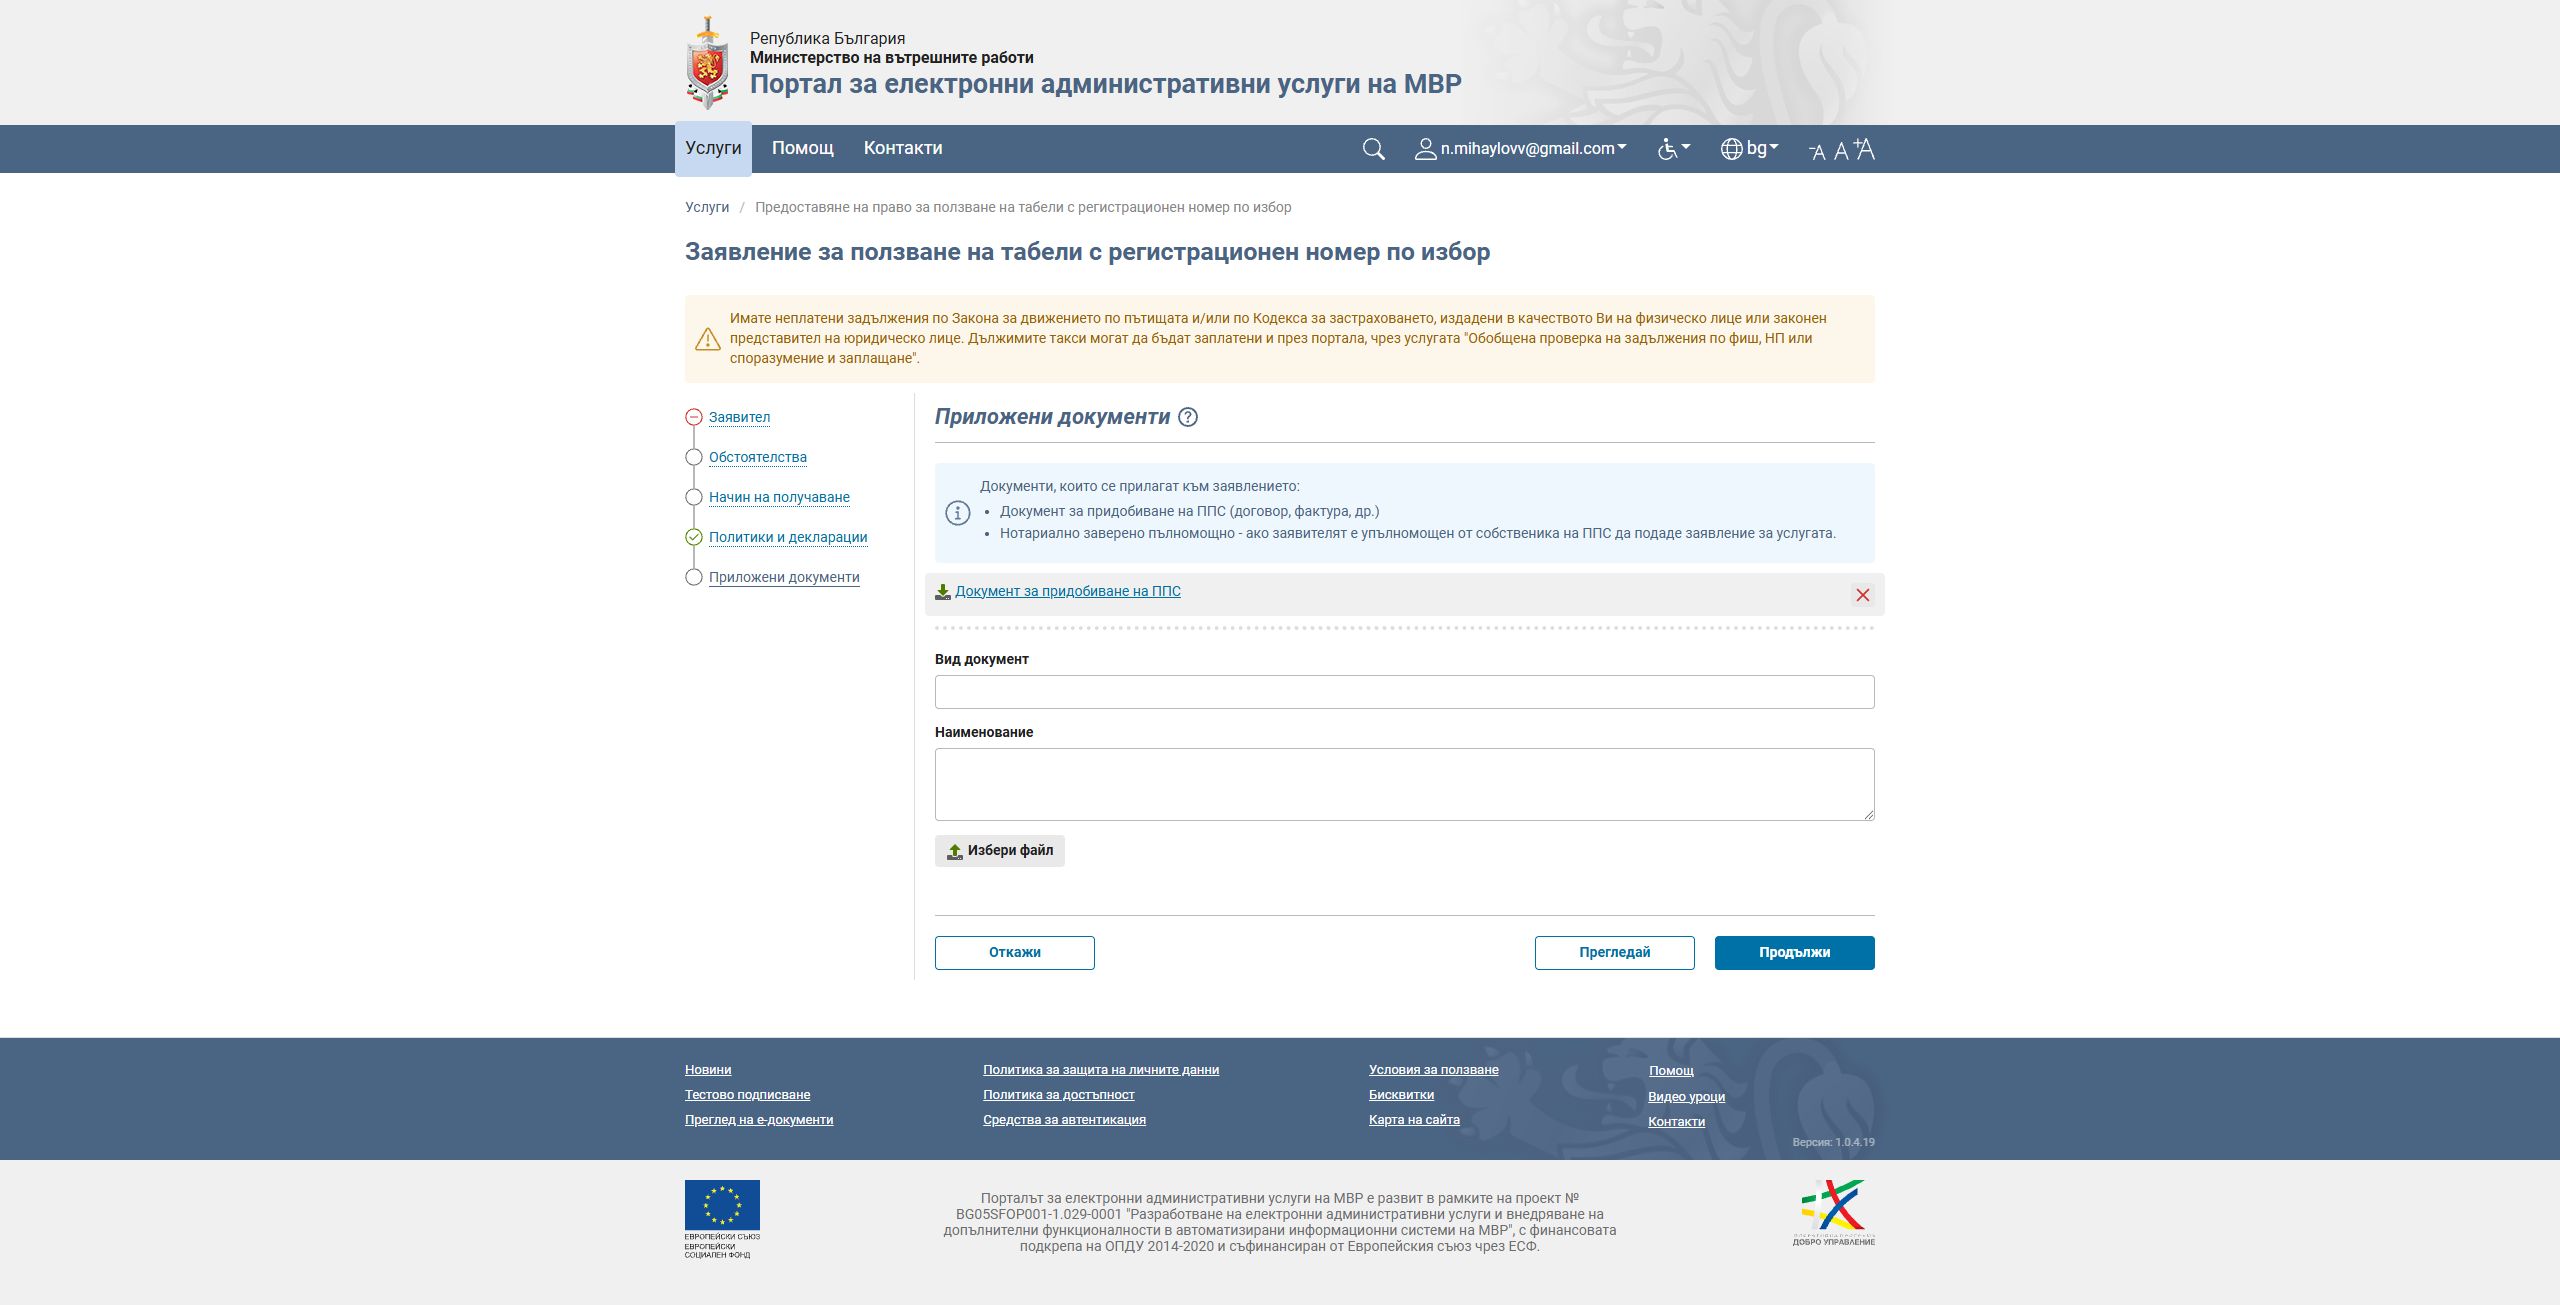 Република България
Министерство на вътрешните работи
Портал за електронни административни услуги на МВР
Услуги
Помощ
Контакти
n.mihaylovv@gmail.com
bg
-A A +A
Услуги / Предоставяне на право за ползване на табели с регистрационен номер по избор
Заявление за ползване на табели с регистрационен номер по избор
Имате неплатени задължения по Закона за движението по пътищата и/или по Кодекса за застраховането, издадени в качеството Ви на физическо лице или законен
представител на юридическо лице. Дължимите такси могат да бъдат заплатени и през портала, чрез услугата "Обобщена проверка на задължения по фиш, НП или
споразумение и заплащане".
Заявител
Обстоятелства
Начин на получаване
Политики и декларации
Приложени документи
Приложени документи
Документи, които се прилагат към заявлението:
• Документ за придобиване на ППС (договор, фактура, др.)
• Нотариално заверено пълномощно - ако заявителят е упълномощен от собственика на ППС да подаде заявление за услугата.
Документ за придобиване на ППС
Вид документ
Наименование
Избери файл
Откажи
Прегледай
Продължи
Новини
Тестово подписване
Преглед на е-документи
Политика за защита на личните данни
Политика за достъпност
Средства за автентикация
Условия за ползване
Бисквитки
Карта на сайта
Помощ
Видео уроци
Контакти
Версия: 1.0.4.19
ЕВРОПЕЙСКИ СЪЮЗ
ЕВРОПЕЙСКИ
СОЦИАЛЕН ФОНД
Порталът за електронни административни услуги на МВР е развит в рамките на проект №
BG05SFOP001-1.029-0001 "Разработване на електронни административни услуги и внедряване на
допълнителни функционалности в автоматизирани информационни системи на МВР", с финансовата
подкрепа на ОПДУ 2014-2020 и съфинансиран от Европейския съюз чрез ЕСФ.
ДОБРО УПРАВЛЕНИЕ